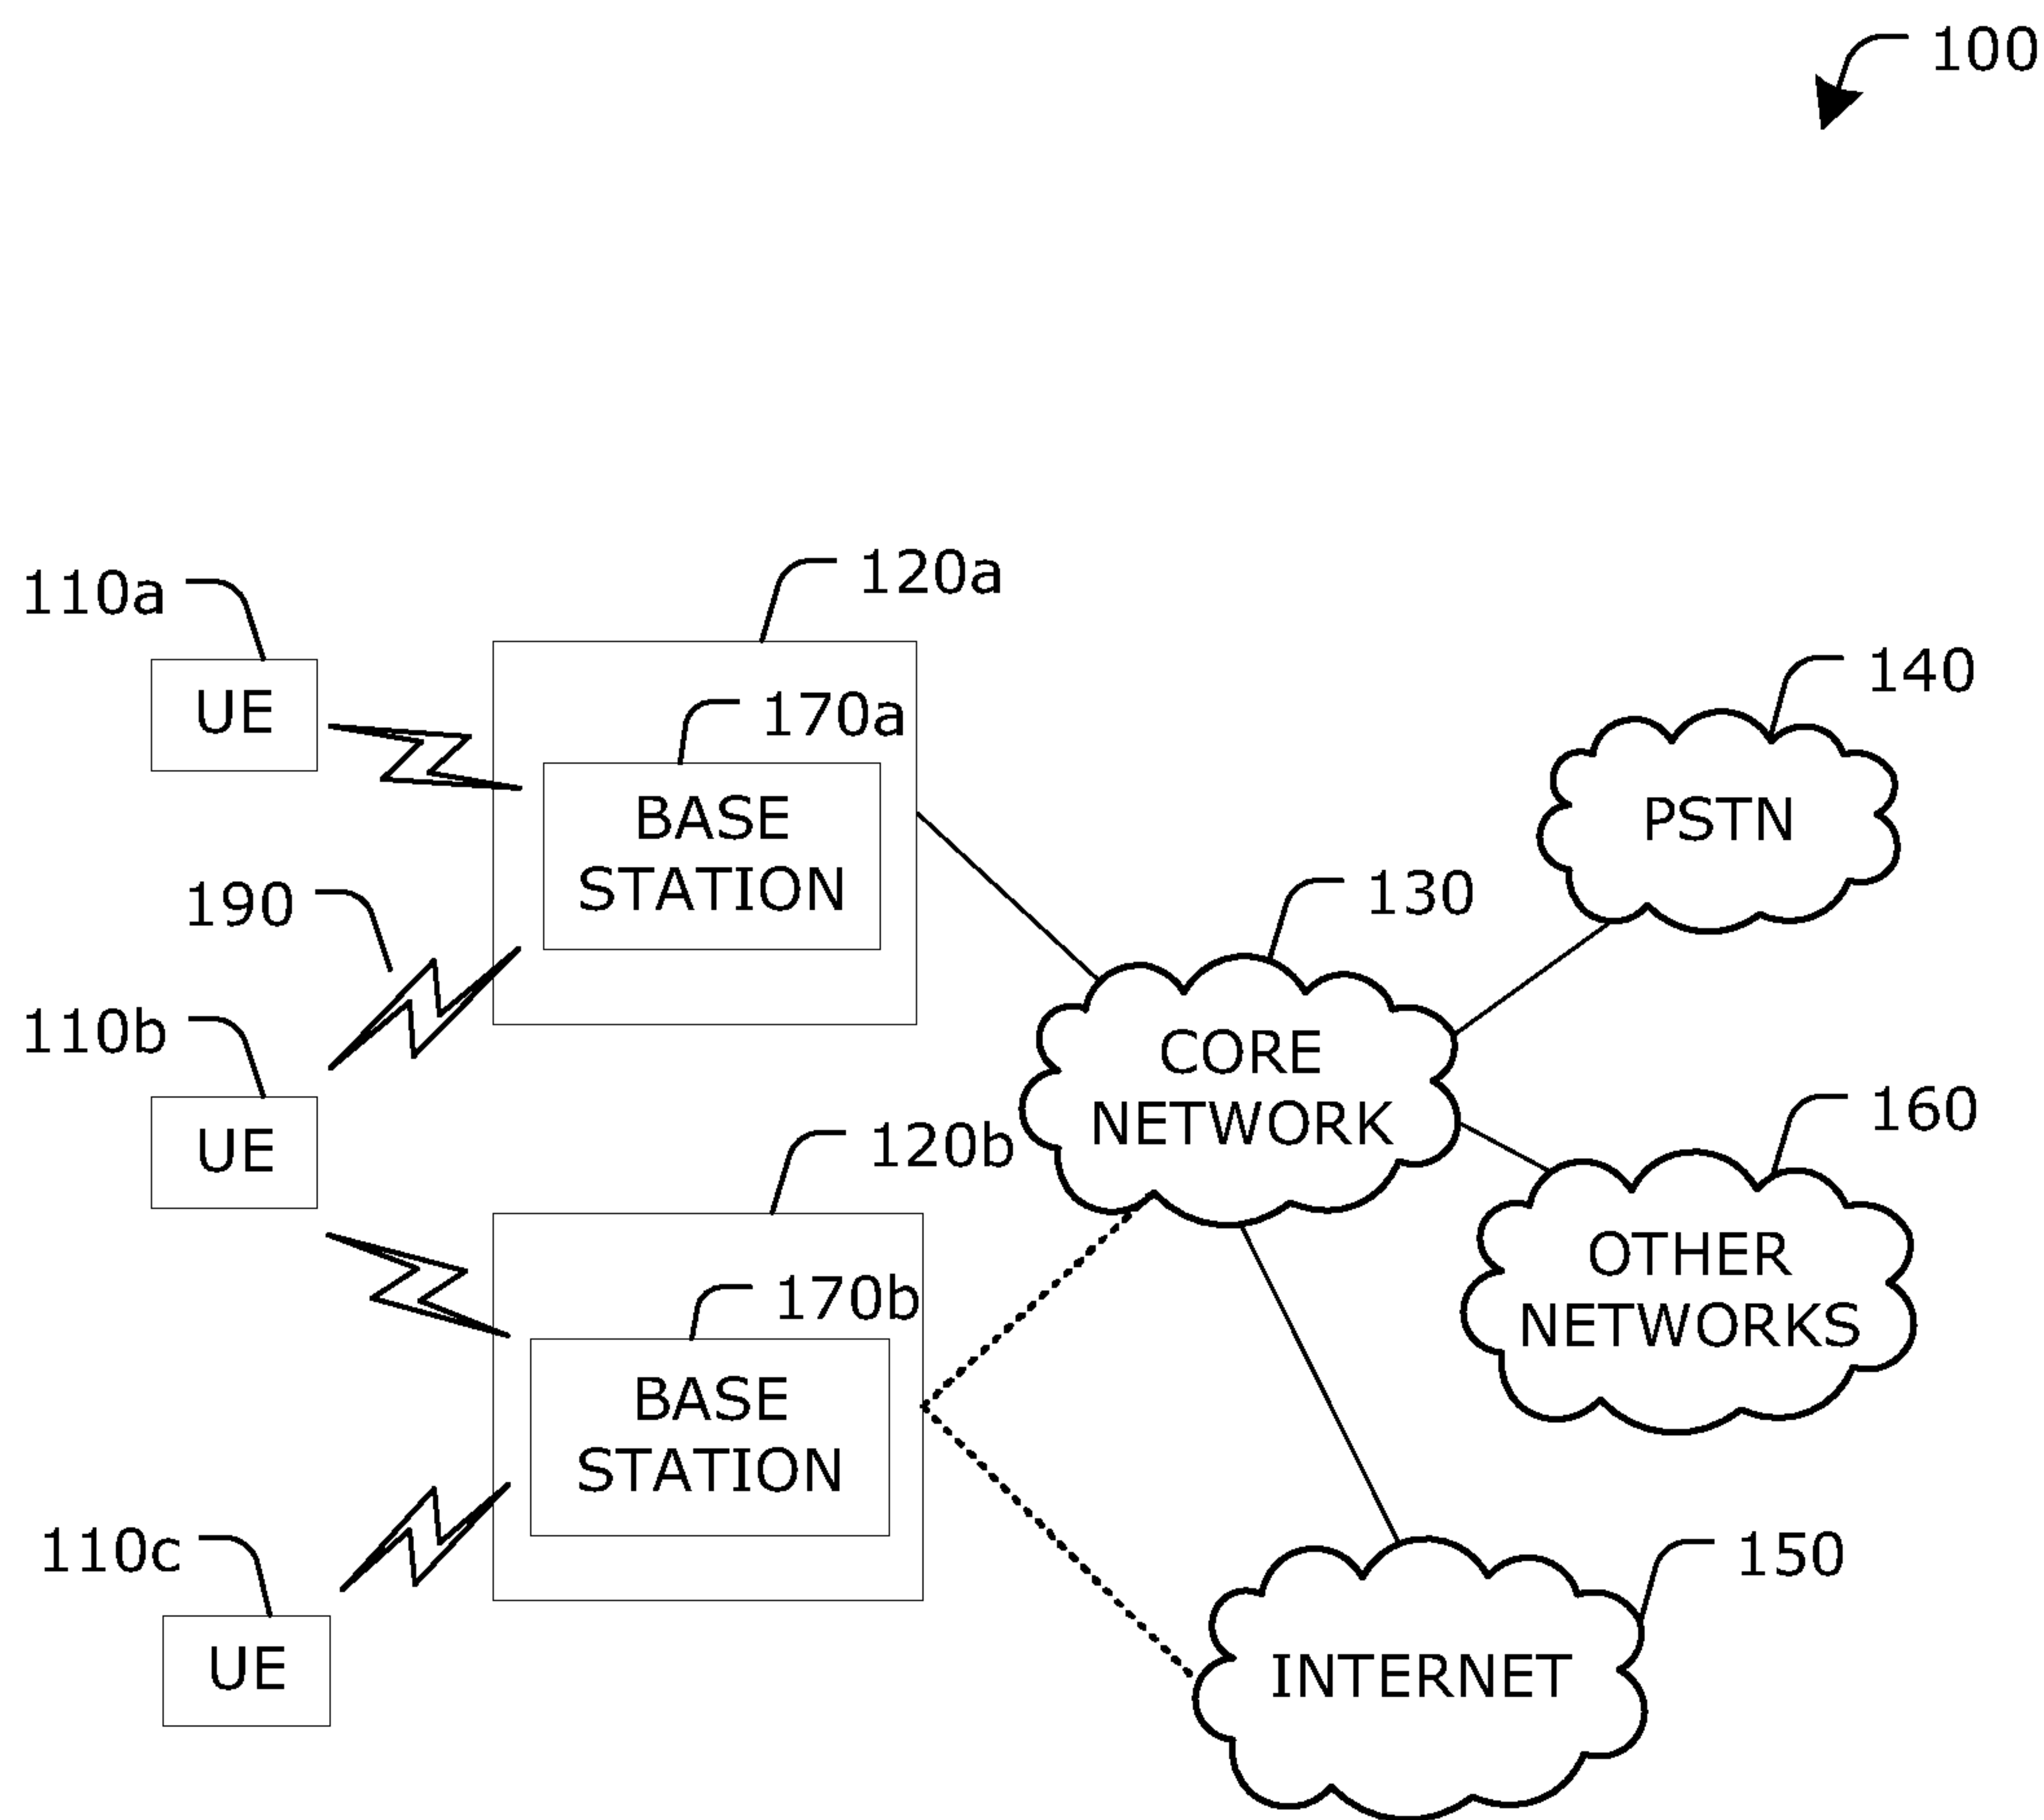 100
120a
110a
UE
170a
140
BASE
STATION
PSTN
190
130
110b
CORE
NETWORK
UE
120b
160
OTHER
NETWORKS
170b
BASE
STATION
110c
150
UE
INTERNET